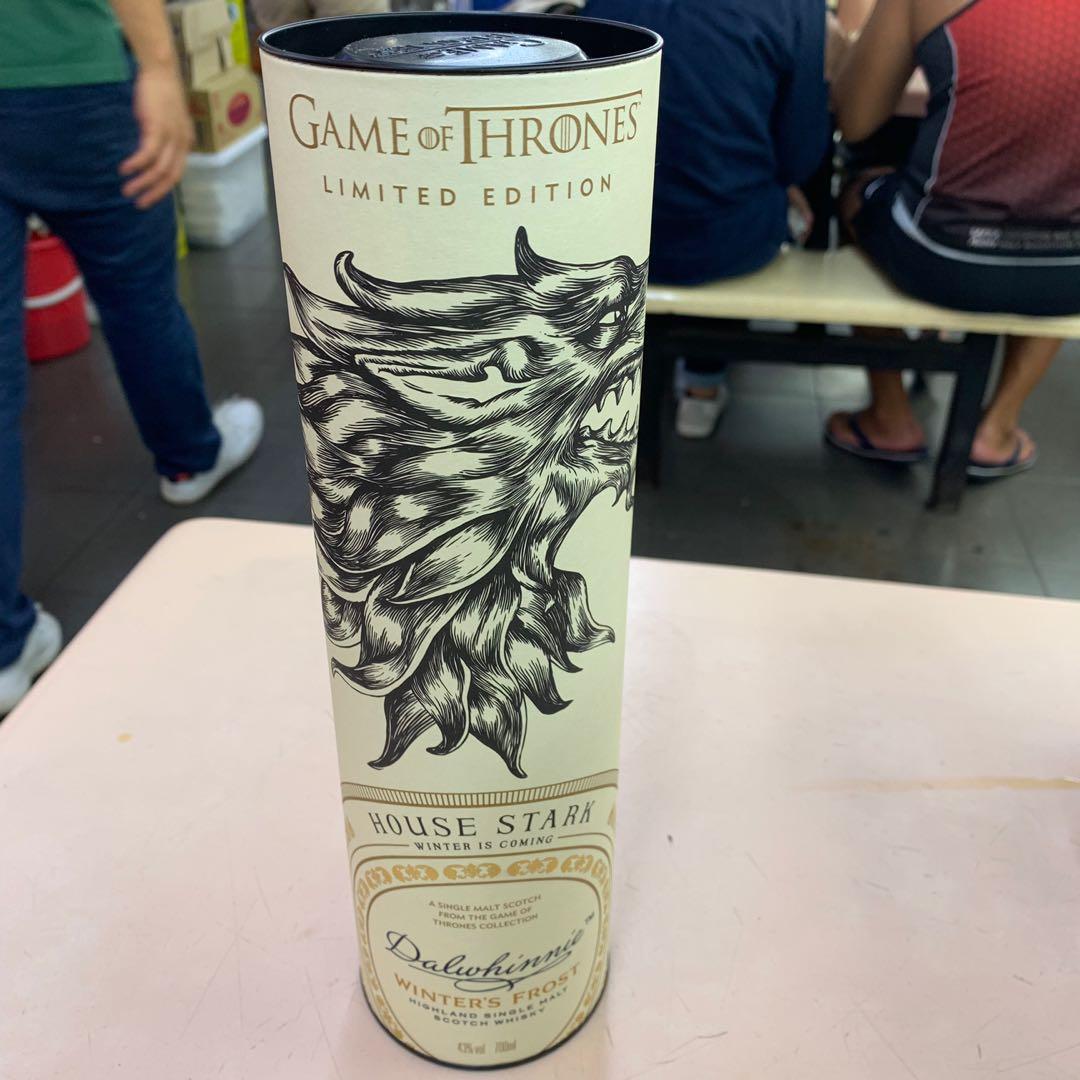 GAME OF THRONES
LIMITED EDITION
HOUSE STARK
WINTER IS COMING
A SINGLE MALT SCOTCH
FROM THE GAME OF
THRONES COLLECTION
Dalwhinnie™
WINTER'S FROST
HIGHLAND SINGLE MALT
SCOTCH WHISKY
43% vol 700ml